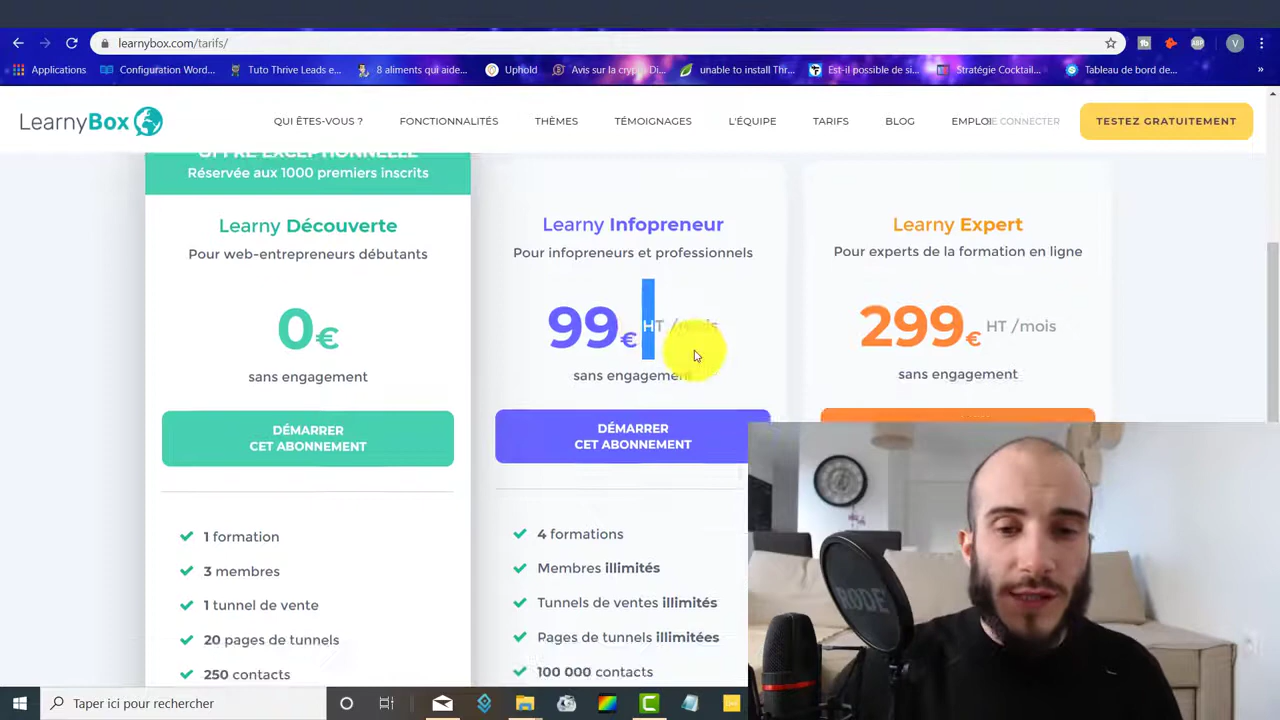 learnybox.com/tarifs/
Applications
Configuration Word...
Tuto Thrive Leads e...
8 aliments qui aide...
Uphold
Avis sur la crypto Di...
unable to install Thr...
Est-il possible de si...
Stratégie Cocktail...
Tableau de bord de...
»
LearnyBox
QUI ÊTES-VOUS ?
FONCTIONNALITÉS
THÈMES
TÉMOIGNAGES
L'ÉQUIPE
TARIFS
BLOG
EMPLOI
CONNECTER
TESTEZ GRATUITEMENT
OFFRE EXCEPTIONNELLE
Réservée aux 1000 premiers inscrits
Learny Découverte
Pour web-entrepreneurs débutants
0€
sans engagement
DÉMARRER
CET ABONNEMENT
1 formation
3 membres
1 tunnel de vente
20 pages de tunnels
250 contacts
Learny Infopreneur
Pour infopreneurs et professionnels
99€ HT /mois
sans engagement
DÉMARRER
CET ABONNEMENT
4 formations
Membres illimités
Tunnels de ventes illimités
Pages de tunnels illimitées
100 000 contacts
Learny Expert
Pour experts de la formation en ligne
299€ HT /mois
sans engagement
RODE
Taper ici pour rechercher